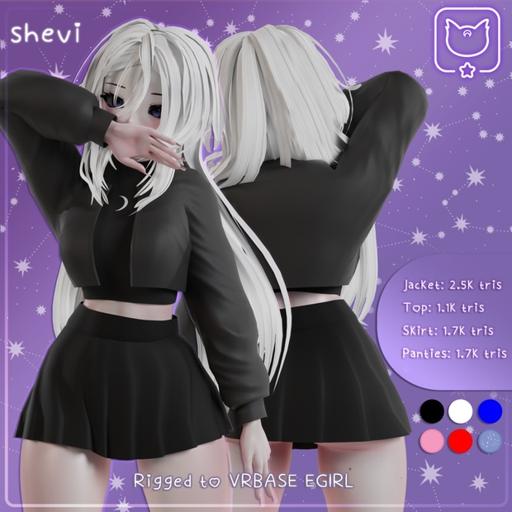 shevi
Jacket: 2.5K tris
Top: 1.1K tris
Skirt: 1.7K tris
Panties: 1.7K tris
Rigged to VRBASE EGIRL